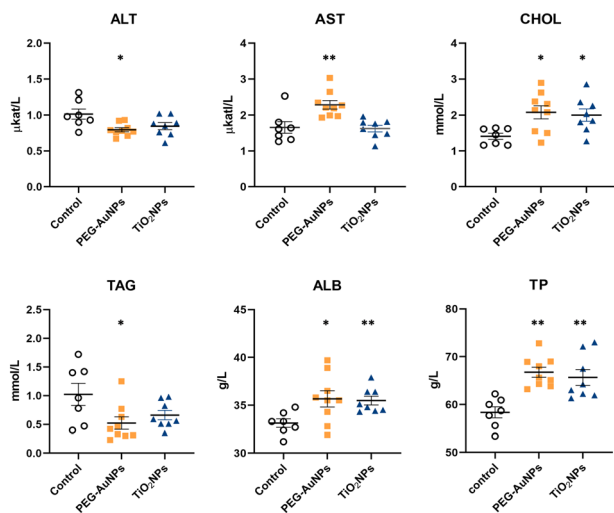 ALT
AST
CHOL
2.0
1.5
1.0
0.5
0.0
µkat/L
*
Control
PEG-AuNPs
TiO₂NPs
4
3
2
1
0
µkatl/L
**
Control
PEG-AuNPs
TiO₂NPs
4
3
2
1
0
mmol/L
*
*
Control
PEG-AuNPs
TiO₂NPs
TAG
ALB
TP
2.5
2.0
1.5
1.0
0.5
0.0
mmol/L
*
Control
PEG-AuNPs
TiO₂NPs
45
40
35
30
g/L
*
**
Control
PEG-AuNPs
TiO₂NPs
80
70
60
50
g/L
**
**
control
PEG-AuNPs
TiO₂NPs